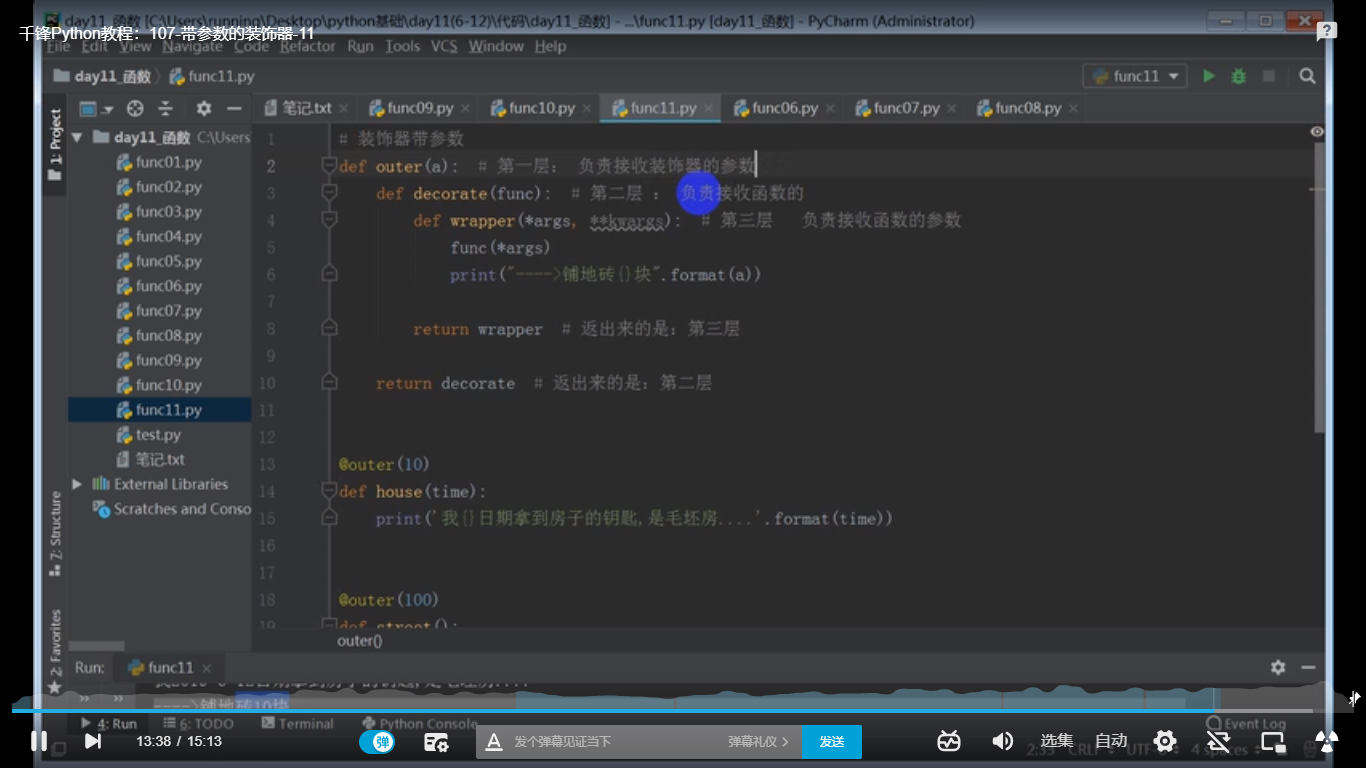 day11_函数 [C:\Users\running\Desktop\python基础\day11(6-12)\代码\day11_函数] - ...\func11.py [day11_函数] - PyCharm (Administrator)
千锋Python教程：107-带参数的装饰器-11
File Edit View Navigate Code Refactor Run Tools VCS Window Help
day11_函数 func11.py
func11
笔记.txt func09.py func10.py func11.py func06.py func07.py func08.py
1: Project
day11_函数 C:\Users
func01.py
func02.py
func03.py
func04.py
func05.py
func06.py
func07.py
func08.py
func09.py
func10.py
func11.py
test.py
笔记.txt
External Libraries
Scratches and Conso
Z: Structure
2: Favorites
1 # 装饰器带参数
2 def outer(a): # 第一层： 负责接收装饰器的参数
3 def decorate(func): # 第二层 ： 负责接收函数的
4 def wrapper(*args, **kwargs): # 第三层 负责接收函数的参数
5 func(*args)
6 print("---->铺地砖{}块".format(a))
7
8 return wrapper # 返出来的是：第三层
9
10 return decorate # 返出来的是：第二层
11
12
13 @outer(10)
14 def house(time):
15 print('我{}日期拿到房子的钥匙,是毛坯房....'.format(time))
16
17
18 @outer(100)
19 def street():
outer()
Run: func11
---->铺地砖10块
4: Run 6: TODO Terminal Python Console Event Log
13:38 / 15:13
弹
发个弹幕见证当下
弹幕礼仪
发送
选集
自动
2:35 CRLF UTF-8 4 spaces